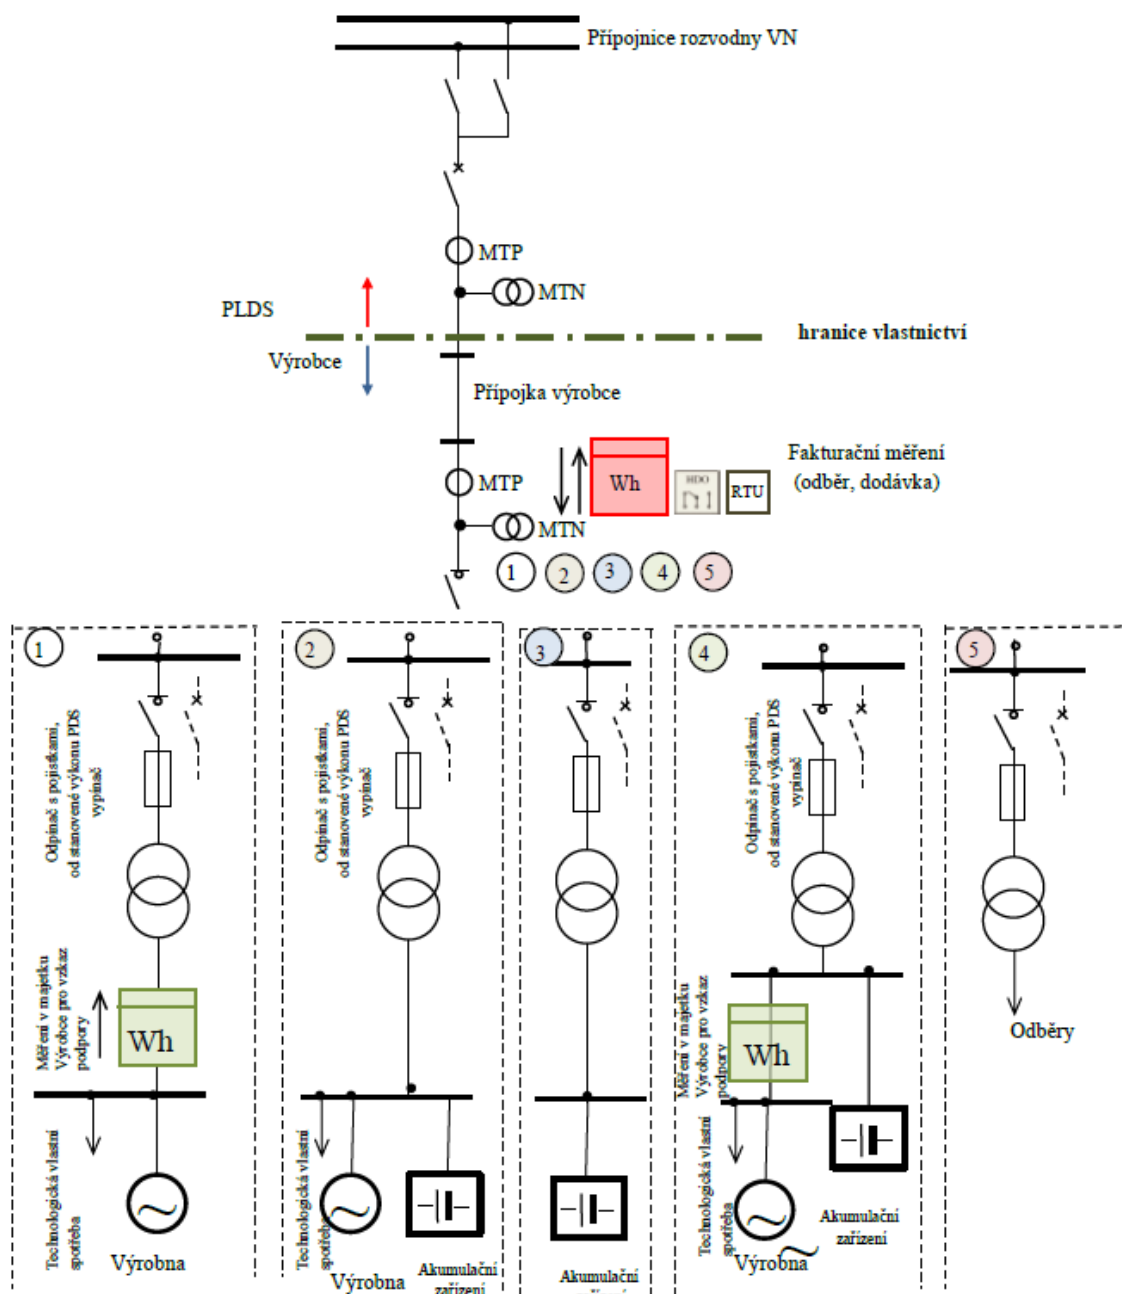 Přípojnice rozvodny VN
MTP
MTN
PLDS
hranice vlastnictví
Výrobce
Přípojka výrobce
Fakturační měření
(odběr, dodávka)
Wh
HDO
RTU
MTP
MTN
1
2
3
4
5
1
Odpínač s pojistkami,
od stanovené výkonu PDS
vypínač
Měření v majetku
Výrobce pro vzkaz
podpory
Wh
Technologická vlastní
spotřeba
Výrobna
2
Odpínač s pojistkami,
od stanovené výkonu PDS
vypínač
Technologická vlastní
spotřeba
Výrobna
Akumulační
zařízení
3
Akumulační
4
Odpínač s pojistkami,
od stanovené výkonu PDS
vypínač
Měření v majetku
Výrobce pro vzkaz
podpory
Wh
Technologická vlastní
spotřeba
Výrobna
Akumulační
zařízení
5
Odběry